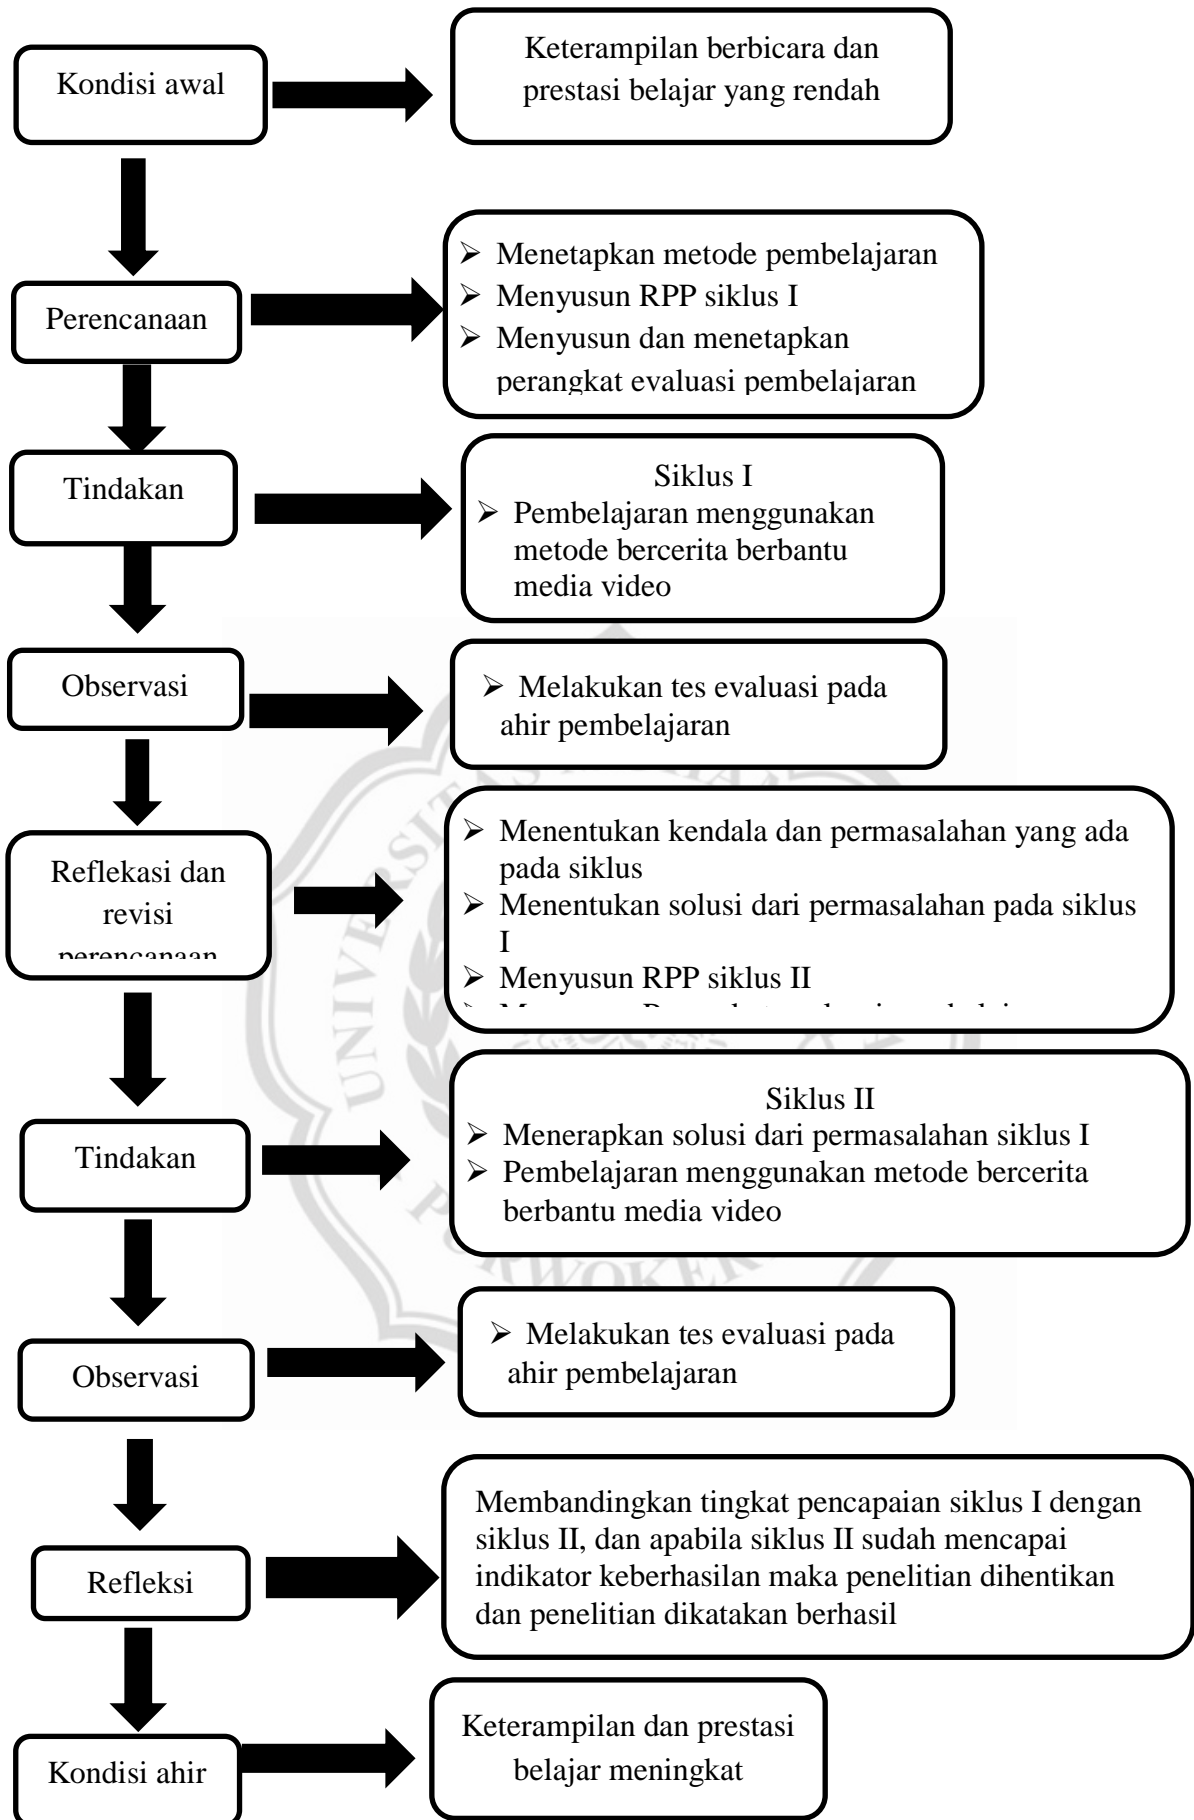 Kondisi awal
Keterampilan berbicara dan
prestasi belajar yang rendah
Perencanaan
➢ Menetapkan metode pembelajaran
➢ Menyusun RPP siklus I
➢ Menyusun dan menetapkan
perangkat evaluasi pembelajaran
Tindakan
Siklus I
➢ Pembelajaran menggunakan
metode bercerita berbantu
media video
Observasi
➢ Melakukan tes evaluasi pada
ahir pembelajaran
Reflekasi dan
revisi
perencanaan
➢ Menentukan kendala dan permasalahan yang ada
pada siklus
➢ Menentukan solusi dari permasalahan pada siklus
I
➢ Menyusun RPP siklus II
Tindakan
Siklus II
➢ Menerapkan solusi dari permasalahan siklus I
➢ Pembelajaran menggunakan metode bercerita
berbantu media video
Observasi
➢ Melakukan tes evaluasi pada
ahir pembelajaran
Refleksi
Membandingkan tingkat pencapaian siklus I dengan
siklus II, dan apabila siklus II sudah mencapai
indikator keberhasilan maka penelitian dihentikan
dan penelitian dikatakan berhasil
Kondisi ahir
Keterampilan dan prestasi
belajar meningkat